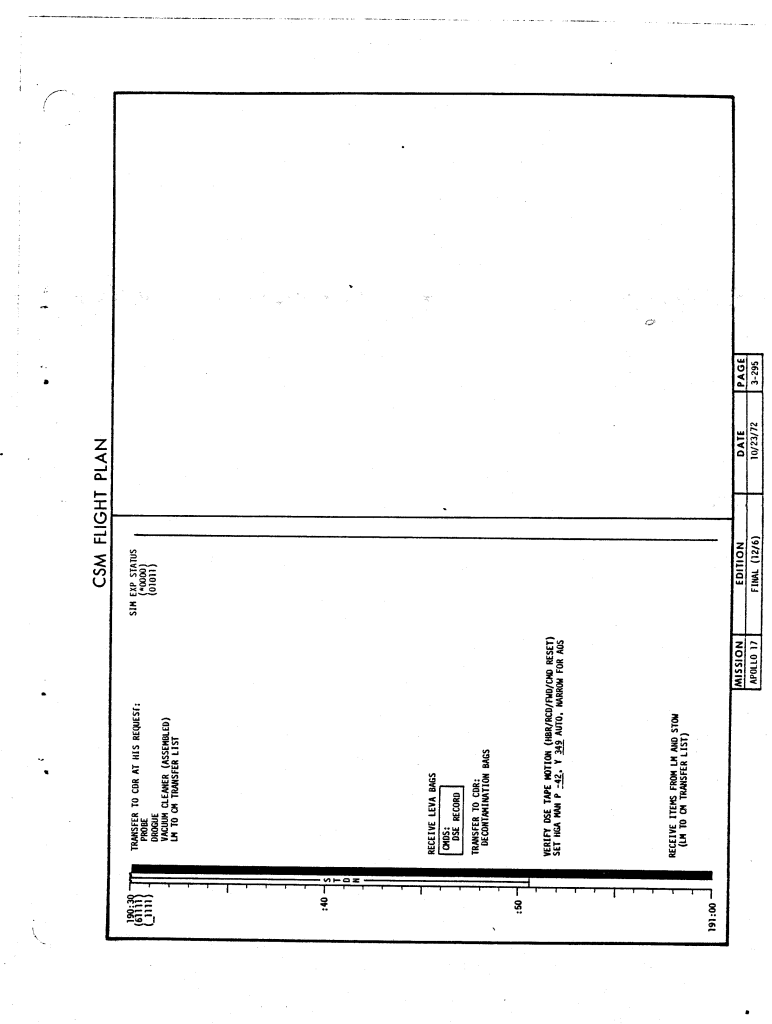 CSM FLIGHT PLAN
190:30
(61111)
(_1111)
:40
:50
191:00
S
T
D
N
TRANSFER TO CDR AT HIS REQUEST:
PROBE
DROGUE
VACUUM CLEANER (ASSEMBLED)
LM TO CM TRANSFER LIST
SIM EXP STATUS
(*0000)
(01011)
RECEIVE LEVA BAGS
CMDS:
DSE RECORD
TRANSFER TO CDR:
DECONTAMINATION BAGS
VERIFY DSE TAPE MOTION (HBR/RCD/FWD/CMD RESET)
SET HGA MAN P -42, Y 349 AUTO, NARROW FOR AOS
RECEIVE ITEMS FROM LM AND STOW
(LM TO CM TRANSFER LIST)
MISSION EDITION DATE PAGE
APOLLO 17 FINAL (12/6) 10/23/72 3-295